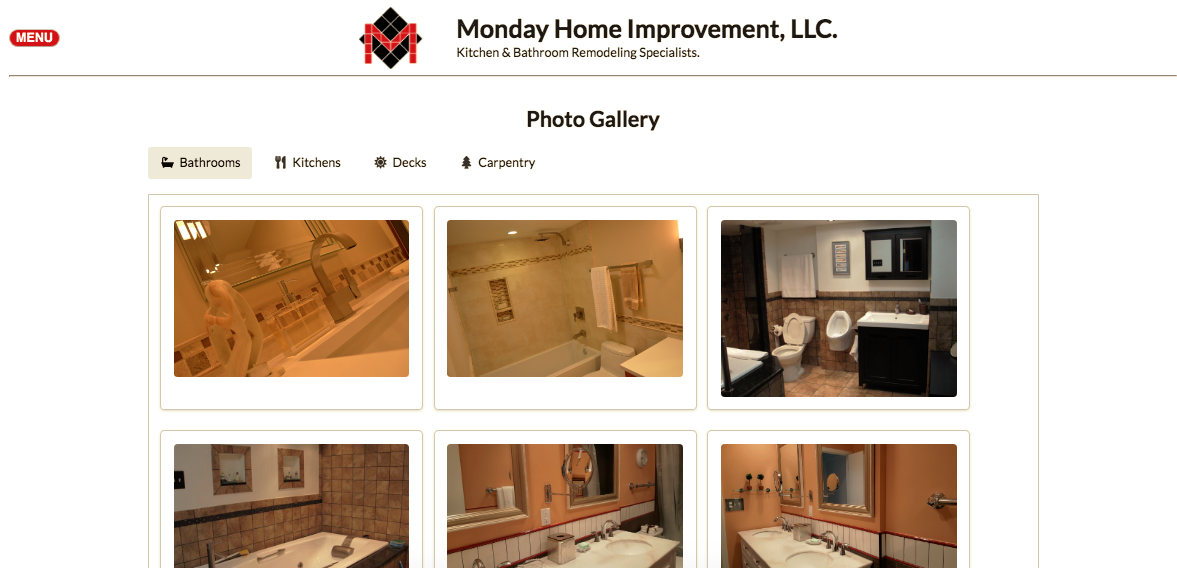 MENU
Monday Home Improvement, LLC.
Kitchen & Bathroom Remodeling Specialists.
Photo Gallery
Bathrooms
Kitchens
Decks
Carpentry